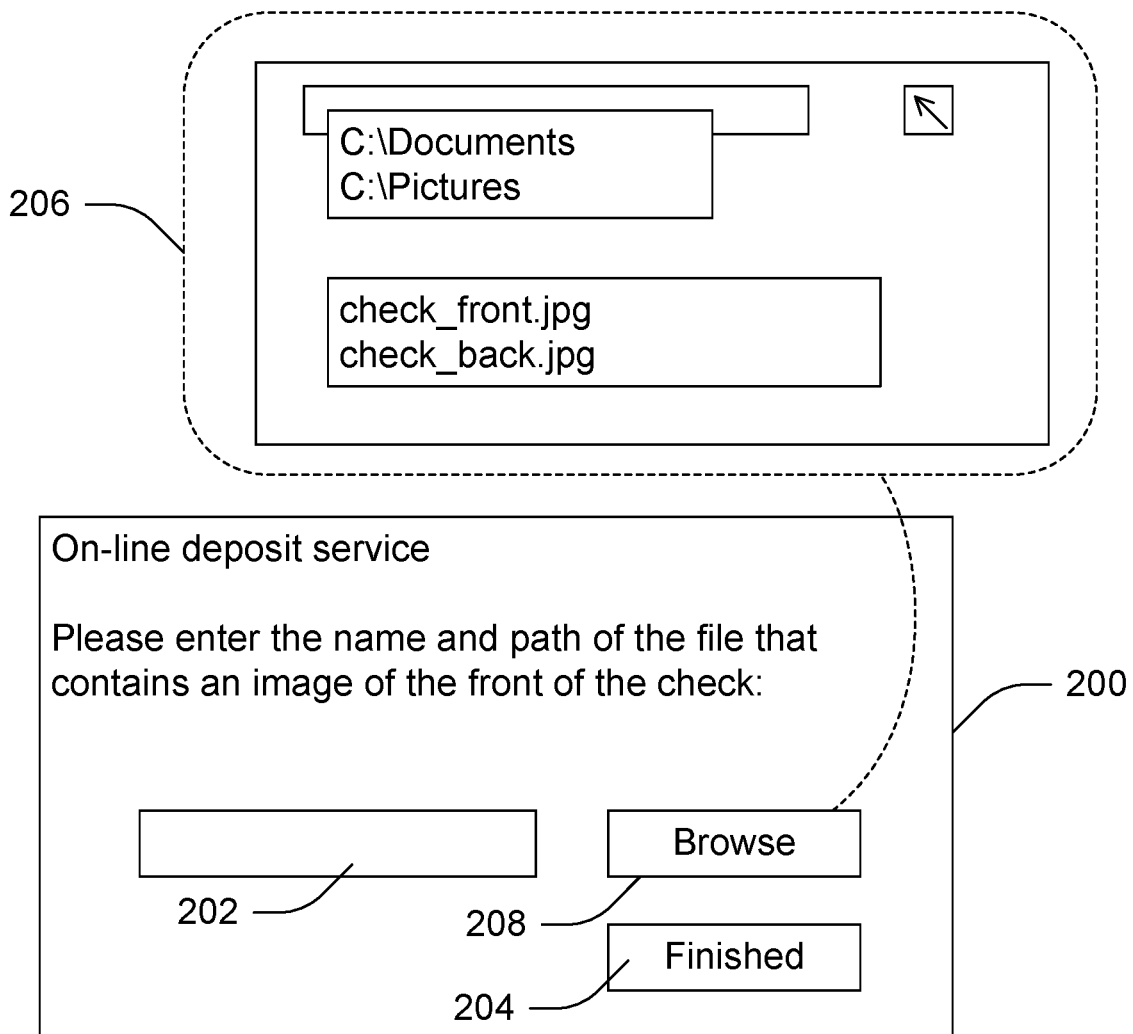 C:\Documents
C:\Pictures
206
check_front.jpg
check_back.jpg
On-line deposit service
Please enter the name and path of the file that
contains an image of the front of the check:
200
Browse
202
208
Finished
204